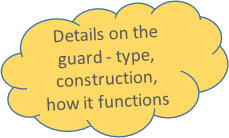 Details on the
guard - type,
construction,
how it functions